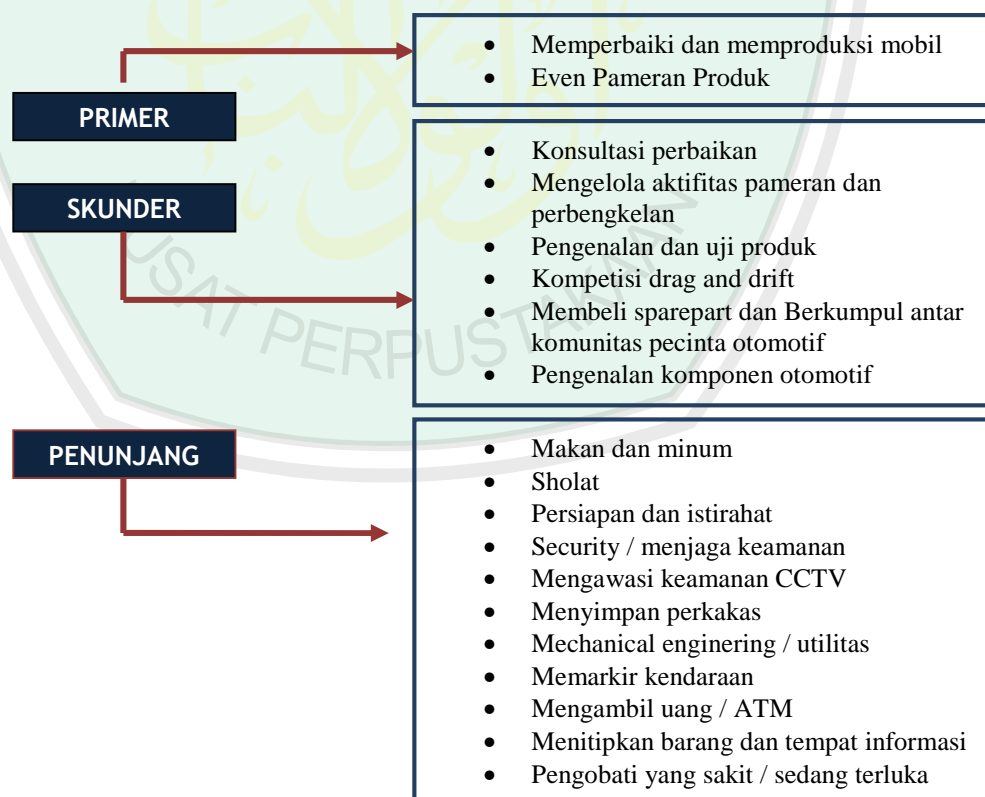 PRIMER
• Memperbaiki dan memproduksi mobil
• Even Pameran Produk
SKUNDER
• Konsultasi perbaikan
• Mengelola aktifitas pameran dan
perbengkelan
• Pengenalan dan uji produk
• Kompetisi drag and drift
• Membeli sparepart dan Berkumpul antar
komunitas pecinta otomotif
• Pengenalan komponen otomotif
PENUNJANG
• Makan dan minum
• Sholat
• Persiapan dan istirahat
• Security / menjaga keamanan
• Mengawasi keamanan CCTV
• Menyimpan perkakas
• Mechanical enginering / utilitas
• Memarkir kendaraan
• Mengambil uang / ATM
• Menitipkan barang dan tempat informasi
• Pengobati yang sakit / sedang terluka
PERPUSTAKAAN